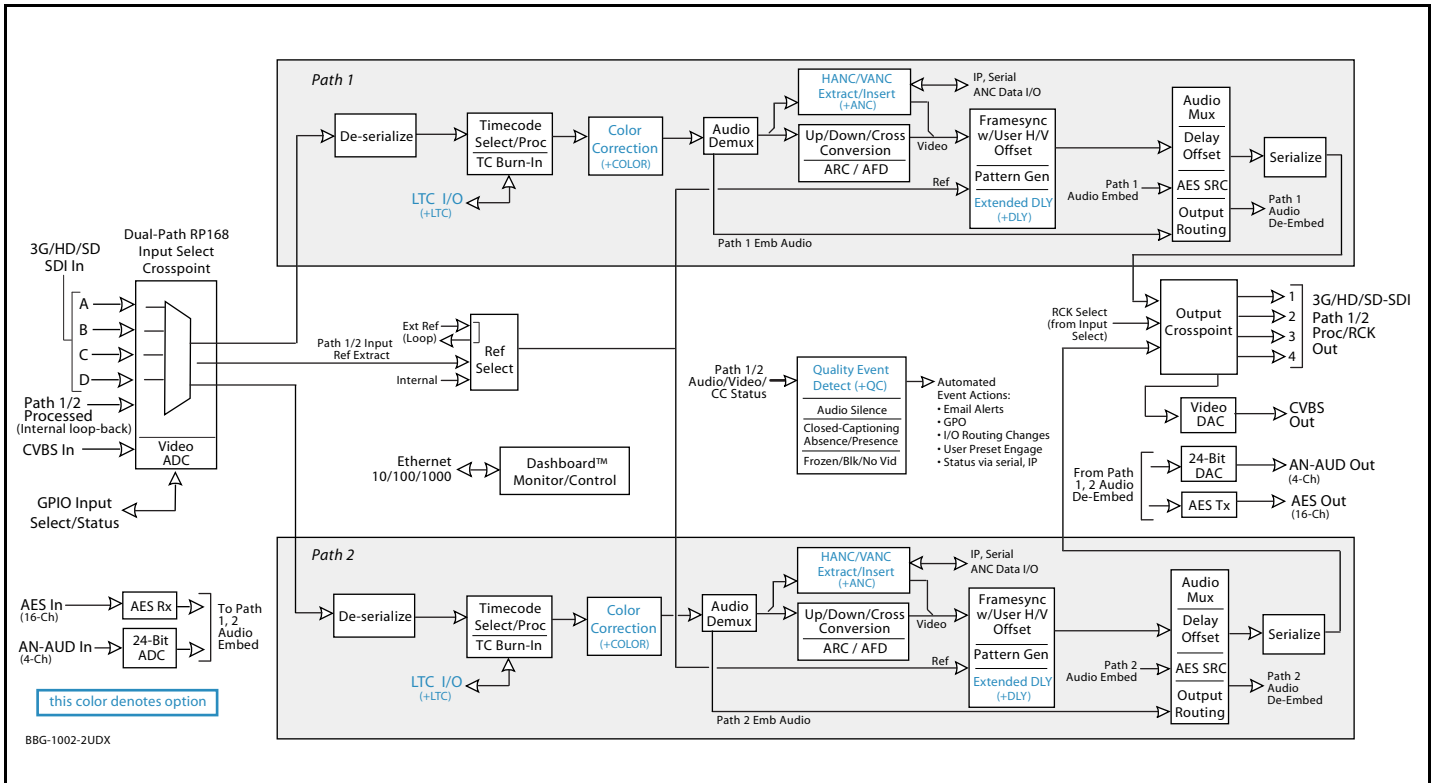 Path 1
De-serialize
Timecode
Select/Proc
TC Burn-In
LTC I/O
(+LTC)
Color
Correction
(+COLOR)
Audio
Demux
HANC/VANC
Extract/Insert
(+ANC)
IP, Serial
ANC Data I/O
Up/Down/Cross
Conversion
ARC / AFD
Video
Ref
Framesync
w/User H/V
Offset
Pattern Gen
Extended DLY
(+DLY)
Path 1
Audio Embed
Path 1 Emb Audio
Audio
Mux
Delay
Offset
AES SRC
Output
Routing
Serialize
Path 1
Audio
De-Embed
Dual-Path RP168
Input Select
Crosspoint
3G/HD/SD
SDI In
A
B
C
D
Path 1/2
Processed
(Internal loop-back)
CVBS In
Video
ADC
GPIO Input
Select/Status
Path 1/2 Input
Ref Extract
Ext Ref
(Loop)
Internal
Ref
Select
Ethernet
10/100/1000
Dashboard™
Monitor/Control
Path 1/2
Audio/Video/
CC Status
Quality Event
Detect (+QC)
Audio Silence
Closed-Captioning
Absence/Presence
Frozen/Blk/No Vid
Automated
Event Actions:
• Email Alerts
• GPO
• I/O Routing Changes
• User Preset Engage
• Status via serial, IP
RCK Select
(from Input
Select)
Output
Crosspoint
1
2
3
4
3G/HD/SD-SDI
Path 1/2
Proc/RCK
Out
Video
DAC
CVBS
Out
From Path
1, 2 Audio
De-Embed
24-Bit
DAC
AN-AUD Out
(4-Ch)
AES Tx
AES Out
(16-Ch)
Path 2
De-serialize
Timecode
Select/Proc
TC Burn-In
LTC I/O
(+LTC)
Color
Correction
(+COLOR)
Audio
Demux
HANC/VANC
Extract/Insert
(+ANC)
IP, Serial
ANC Data I/O
Up/Down/Cross
Conversion
ARC / AFD
Video
Ref
Framesync
w/User H/V
Offset
Pattern Gen
Extended DLY
(+DLY)
Path 2
Audio Embed
Path 2 Emb Audio
Audio
Mux
Delay
Offset
AES SRC
Output
Routing
Serialize
Path 2
Audio
De-Embed
AES In
(16-Ch)
AES Rx
AN-AUD In
(4-Ch)
24-Bit
ADC
To Path
1, 2
Audio
Embed
this color denotes option
BBG-1002-2UDX